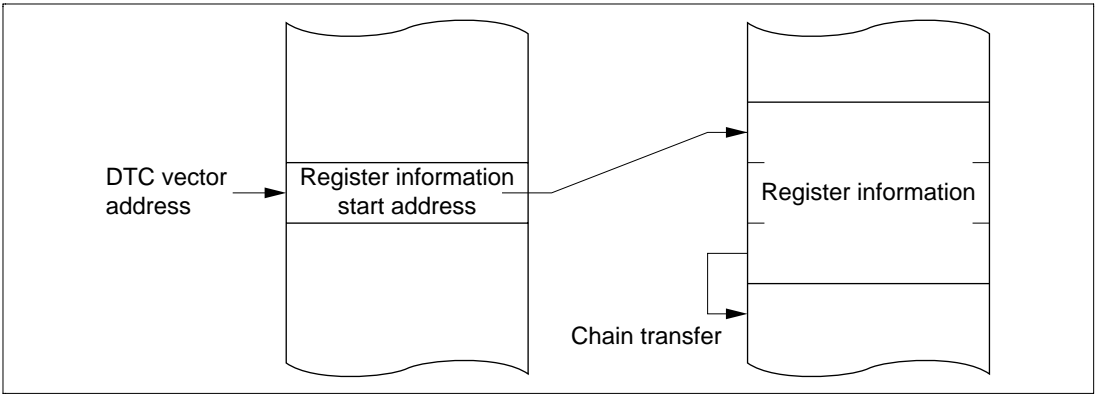 DTC vector
address
Register information
start address
Register information
Chain transfer